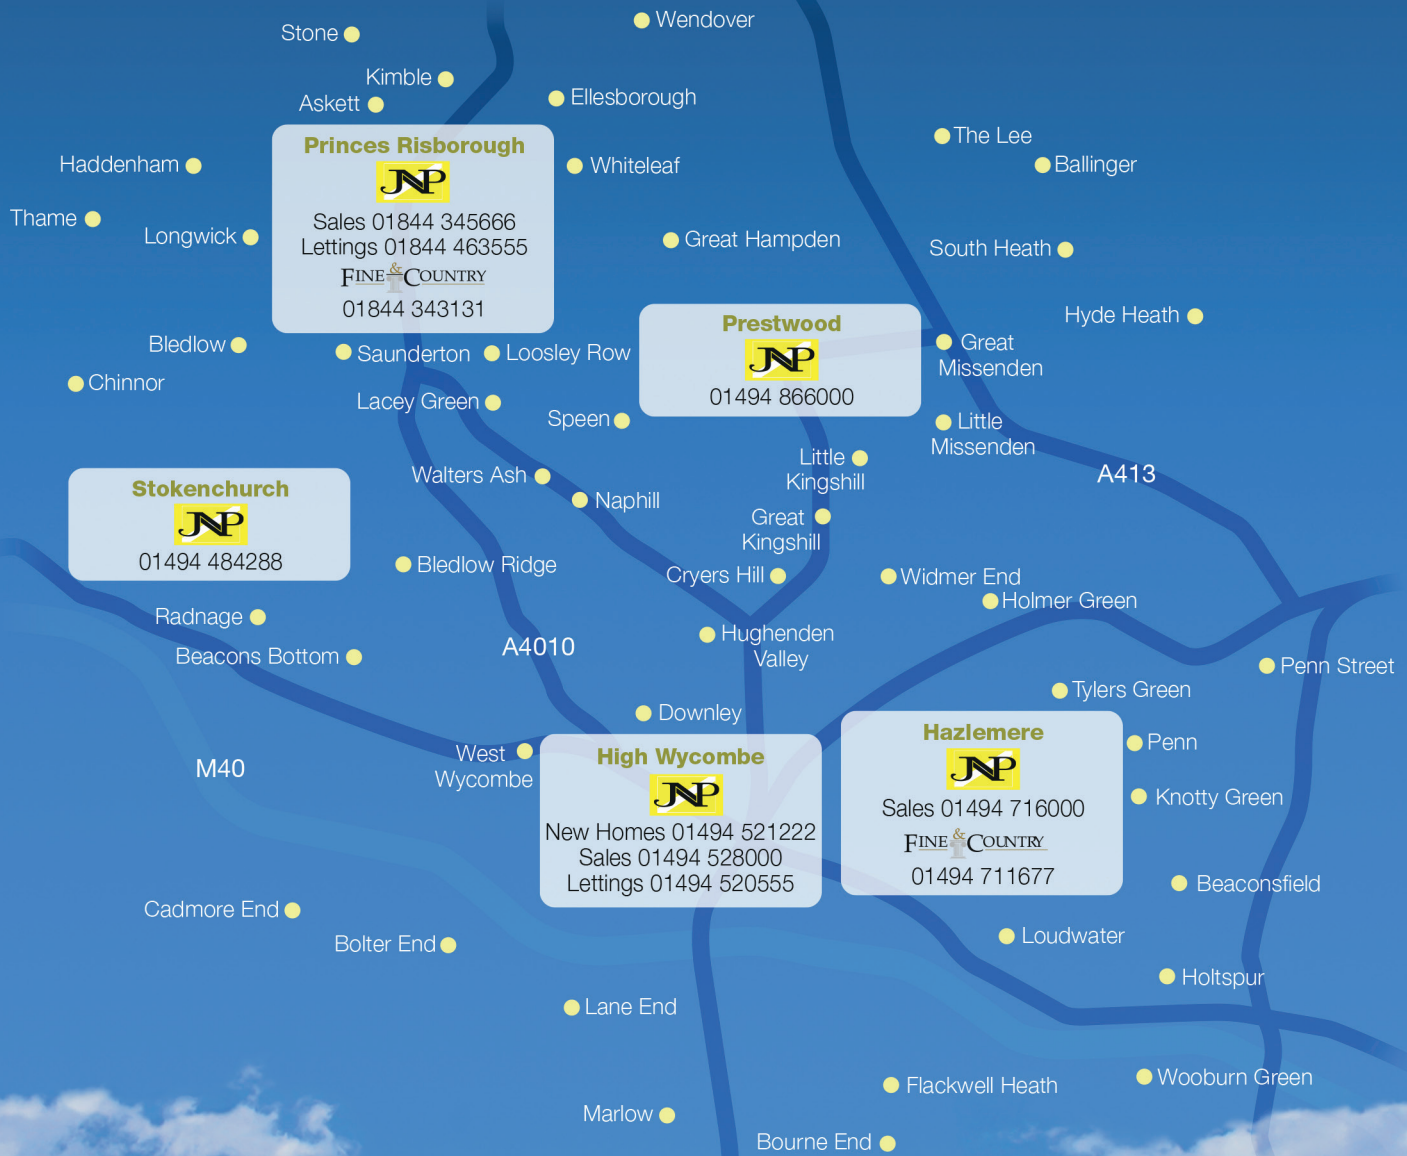 Wendover
Stone
Kimble
Askett
Ellesborough
Princes Risborough
JNP
Sales 01844 345666
Lettings 01844 463555
FINE & COUNTRY
01844 343131
The Lee
Ballinger
Haddenham
Whiteleaf
Thame
Longwick
Great Hampden
South Heath
Hyde Heath
Prestwood
JNP
01494 866000
Great
Missenden
Bledlow
Saunderton
Loosley Row
Chinnor
Lacey Green
Speen
Little
Missenden
Little
Kingshill
A413
Walters Ash
Naphill
Stokenchurch
JNP
01494 484288
Great
Kingshill
Bledlow Ridge
Cryers Hill
Widmer End
Holmer Green
Radnage
Beacons Bottom
A4010
Hughenden
Valley
Penn Street
Tylers Green
Downley
West
Wycombe
M40
High Wycombe
JNP
New Homes 01494 521222
Sales 01494 528000
Lettings 01494 520555
Hazlemere
JNP
Sales 01494 716000
FINE & COUNTRY
01494 711677
Penn
Knotty Green
Beaconsfield
Cadmore End
Bolter End
Loudwater
Holtspur
Lane End
Flackwell Heath
Wooburn Green
Marlow
Bourne End